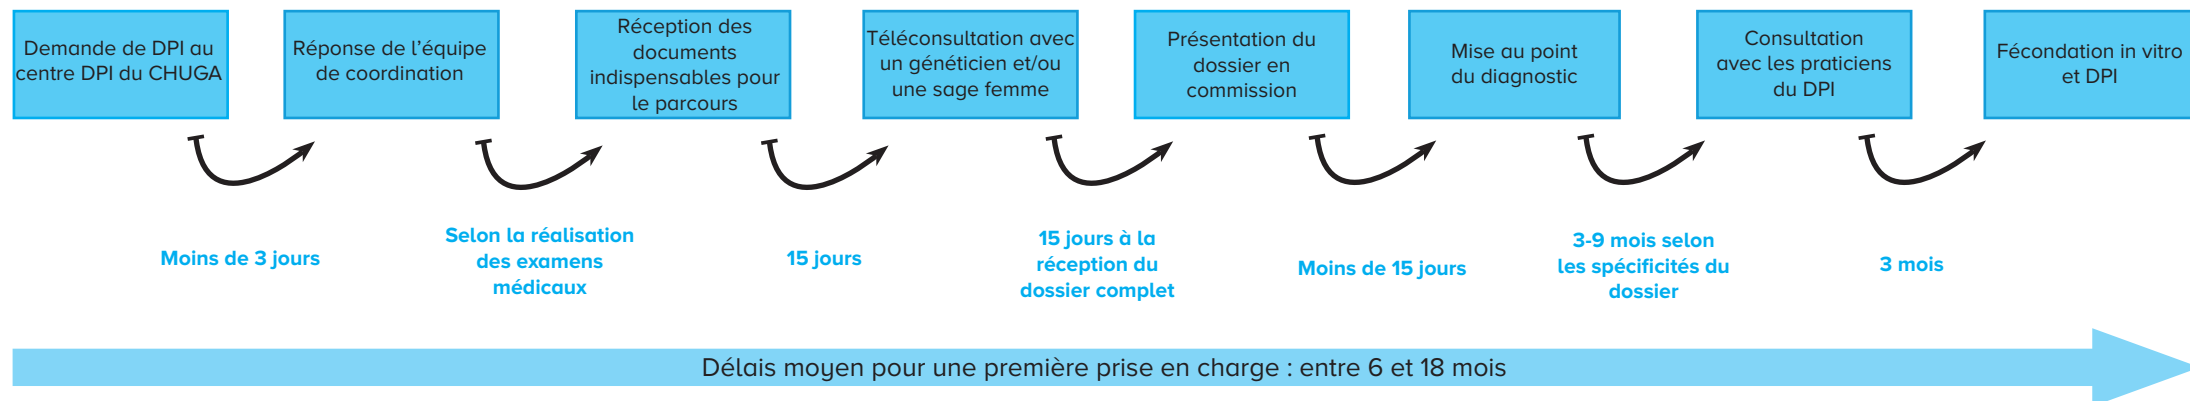 Demande de DPI au
centre DPI du CHUGA
Réponse de l'équipe
de coordination
Réception des
documents
indispensables pour
le parcours
Téléconsultation avec
un généticien et/ou
une sage femme
Présentation du
dossier en
commission
Mise au point
du diagnostic
Consultation
avec les praticiens
du DPI
Fécondation in vitro
et DPI
Moins de 3 jours
Selon la réalisation
des examens
médicaux
15 jours
15 jours à la
réception du
dossier complet
Moins de 15 jours
3-9 mois selon
les spécificités du
dossier
3 mois
Délais moyen pour une première prise en charge : entre 6 et 18 mois